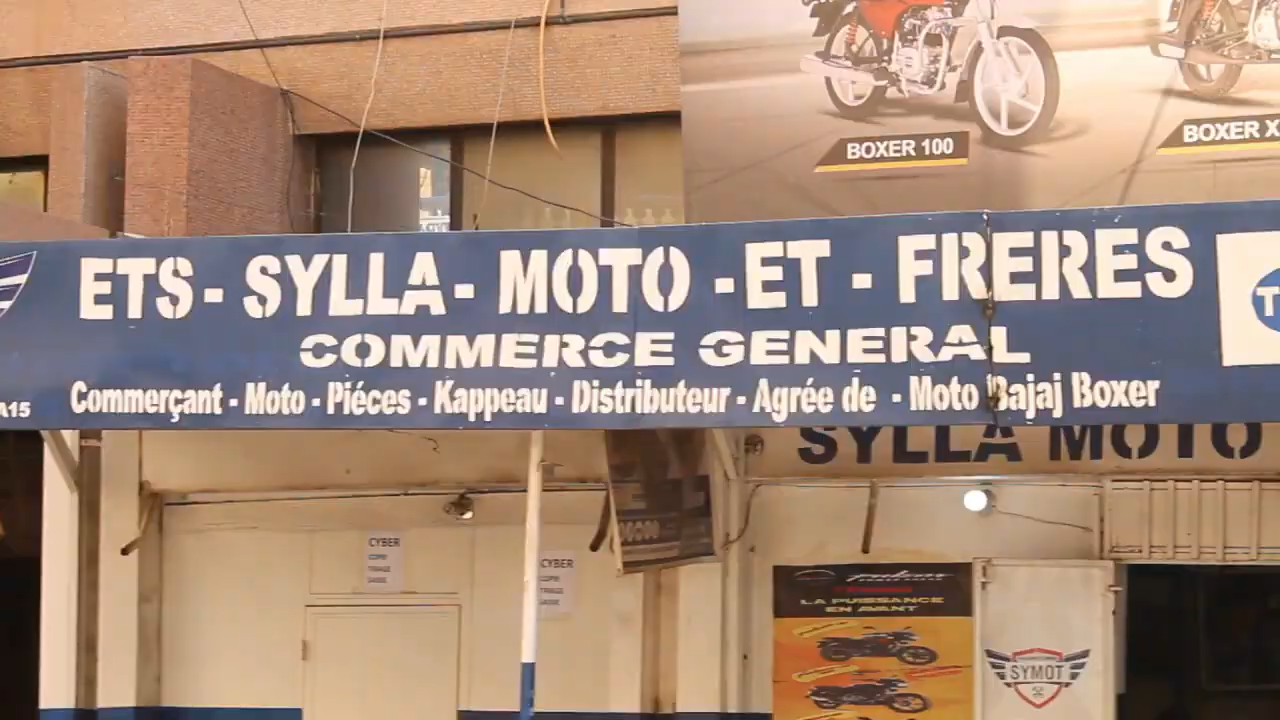 BOXER 100
BOXER X
ETS - SYLLA - MOTO - ET - FRERES
COMMERCE GENERAL
Commerçant - Moto - Piéces - Kappeau - Distributeur - Agrée de - Moto Bajaj Boxer
A15
SYLLA MOTO
CYBER
CYBER
LA PUISSANCE
EN AVANT
SYMOT